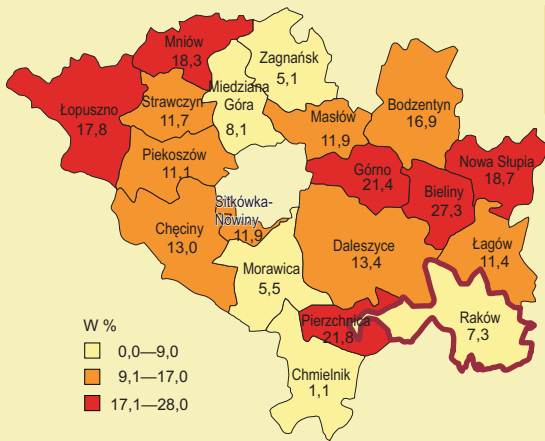 Mniów
18,3
Zagnańsk
5,1
Miedziana
Góra
8,1
Bodzentyn
16,9
Łopuszno
17,8
Strawczyn
11,7
Masłów
11,9
Piekoszów
11,1
Górno
21,4
Bieliny
27,3
Nowa Słupia
18,7
Sitkówka-
Nowiny
11,9
Chęciny
13,0
Daleszyce
13,4
Łagów
11,4
Morawica
5,5
Pierzchnica
21,8
Raków
7,3
Chmielnik
1,1
W %
0,0—9,0
9,1—17,0
17,1—28,0